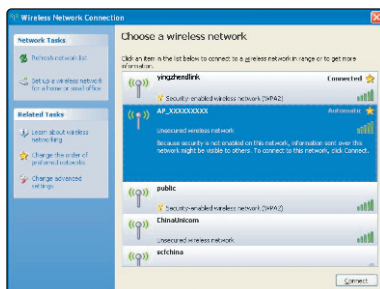 Wireless Network Connection
Network Tasks
Refresh network list
Set up a wireless network
for a home or small office
Related Tasks
Learn about wireless
networking
Change the order of
preferred networks
Change advanced
settings
Choose a wireless network
Click an item in the list below to connect to a wireless network in range or to get more
information.
yingzhendlink
Connected
Security-enabled wireless network (WPA2)
AP_XXXXXXXXX
Automatic
Unsecured wireless network
Because security is not enabled on this network, information sent over this
network might be visible to others. To connect to this network, click Connect.
public
Security-enabled wireless network (WPA2)
ChinaUnicom
Unsecured wireless network
scfchina
Connect